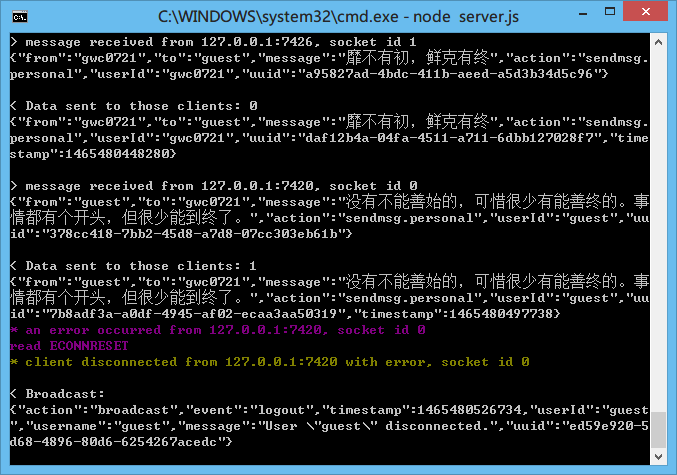 C:\WINDOWS\system32\cmd.exe - node  server.js
> message received from 127.0.0.1:7426, socket id 1
{"from":"gwc0721","to":"guest","message":"靡不有初，鲜克有终","action":"sendmsg.
personal","userId":"gwc0721","uuid":"a95827ad-4bdc-411b-aeed-a5d3b34d5c96"}
< Data sent to those clients: 0
{"from":"gwc0721","to":"guest","message":"靡不有初，鲜克有终","action":"sendmsg.
personal","userId":"gwc0721","uuid":"daf12b4a-04fa-4511-a711-6dbb127028f7","time
stamp":1465480448280}
> message received from 127.0.0.1:7420, socket id 0
{"from":"guest","to":"gwc0721","message":"没有不能善始的，可惜很少有能善终的。事
情都有个开头，但很少能到终了。","action":"sendmsg.personal","userId":"guest","uu
id":"378cc418-7bb2-45d8-a7d8-07cc303eb61b"}
< Data sent to those clients: 1
{"from":"guest","to":"gwc0721","message":"没有不能善始的，可惜很少有能善终的。事
情都有个开头，但很少能到终了。","action":"sendmsg.personal","userId":"guest","uu
id":"7b8adf3a-a0df-4945-af02-ecaa3aa50319","timestamp":1465480497738}
* an error occurred from 127.0.0.1:7420, socket id 0
read ECONNRESET
* client disconnected from 127.0.0.1:7420 with error, socket id 0
< Broadcast:
{"action":"broadcast","event":"logout","timestamp":1465480526734,"userId":"guest
","username":"guest","message":"User \"guest\" disconnected.","uuid":"ed59e920-5
d68-4896-80d6-6254267acedc"}